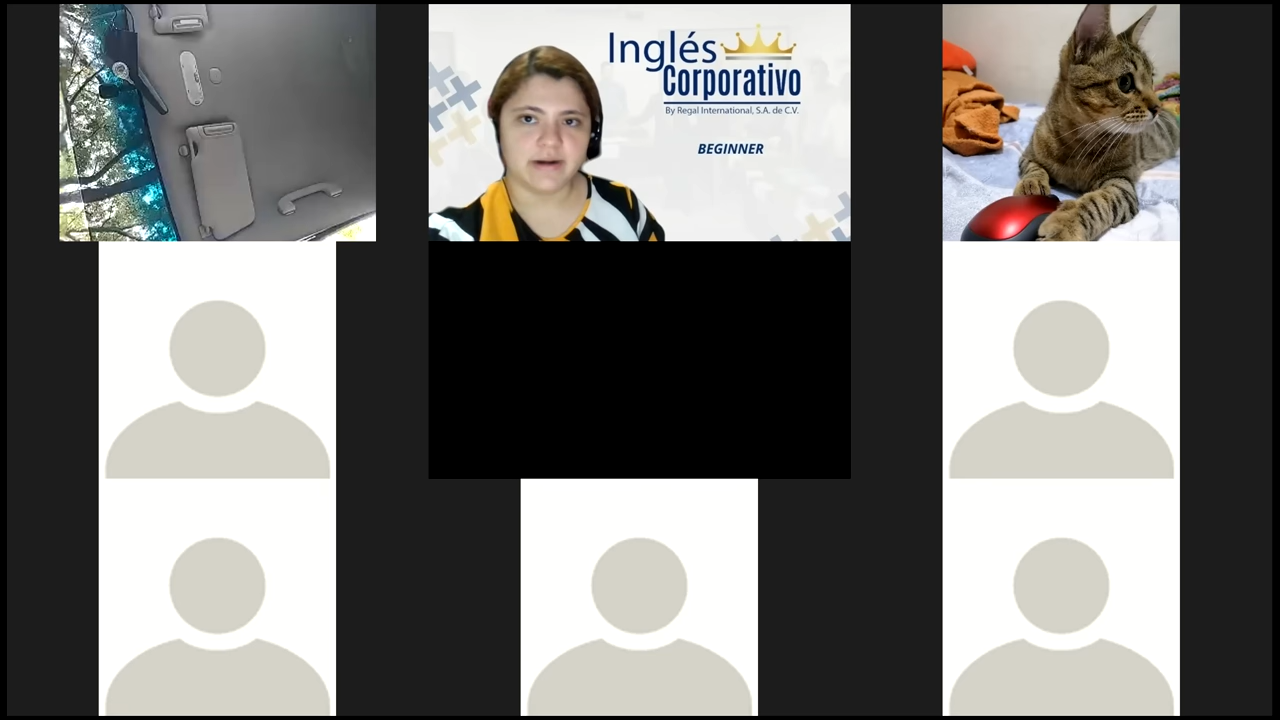 Inglés
Corporativo
By Regal International, S.A. de C.V.
BEGINNER